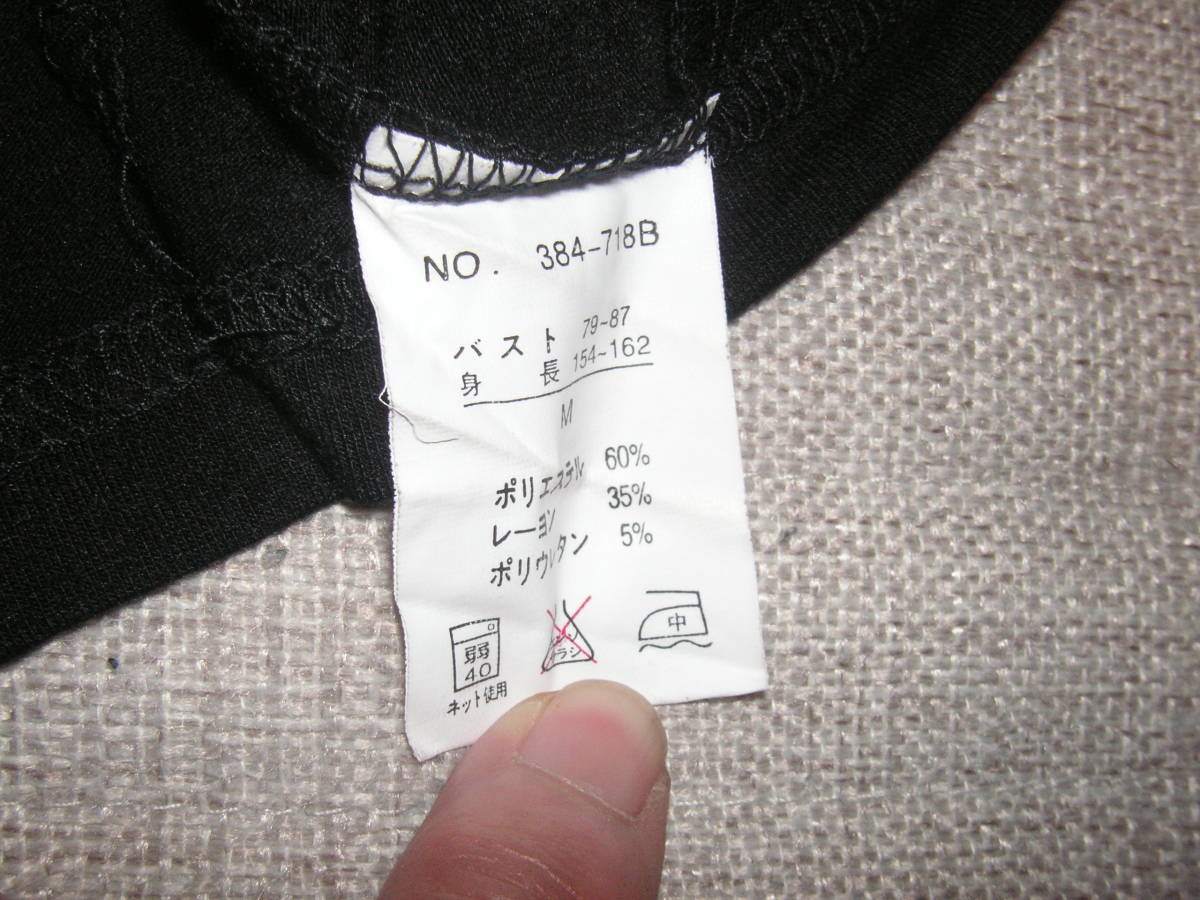 NO. 384-718B
バスト 79~87
身長 154~162
M
ポリエステル 60%
レーヨン 35%
ポリウレタン 5%
弱
40
中
ネット使用